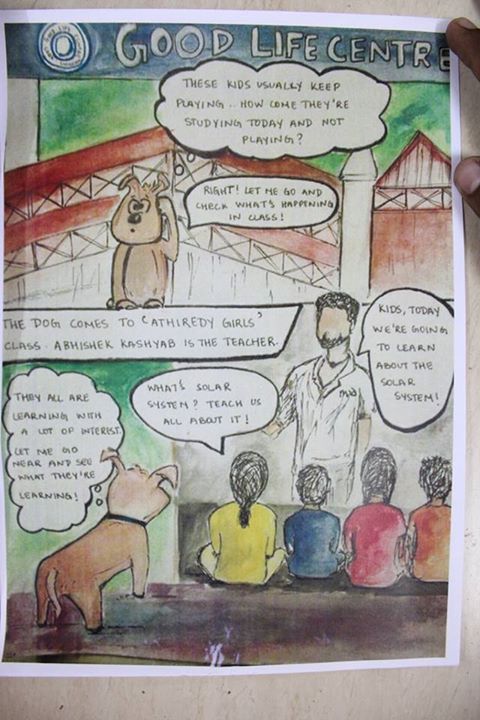 GOOD LIFE CENTRE
THESE KIDS USUALLY KEEP
PLAYING .. HOW COME THEY'RE
STUDYING TODAY AND NOT
PLAYING?
RIGHT! LET ME GO AND
CHECK WHAT'S HAPPENING
IN CLASS!
THE DOG COMES TO 'ATHIREDY GIRLS'
CLASS. ABHISHEK KASHYAB IS THE TEACHER.
KIDS, TODAY
WE'RE GOING
TO LEARN
ABOUT THE
SOLAR
SYSTEM!
WHAT'S SOLAR
SYSTEM? TEACH US
ALL ABOUT IT!
THEY ALL ARE
LEARNING WITH
A LOT OF INTEREST.
LET ME GO
NEAR AND SEE
WHAT THEY'RE
LEARNING!